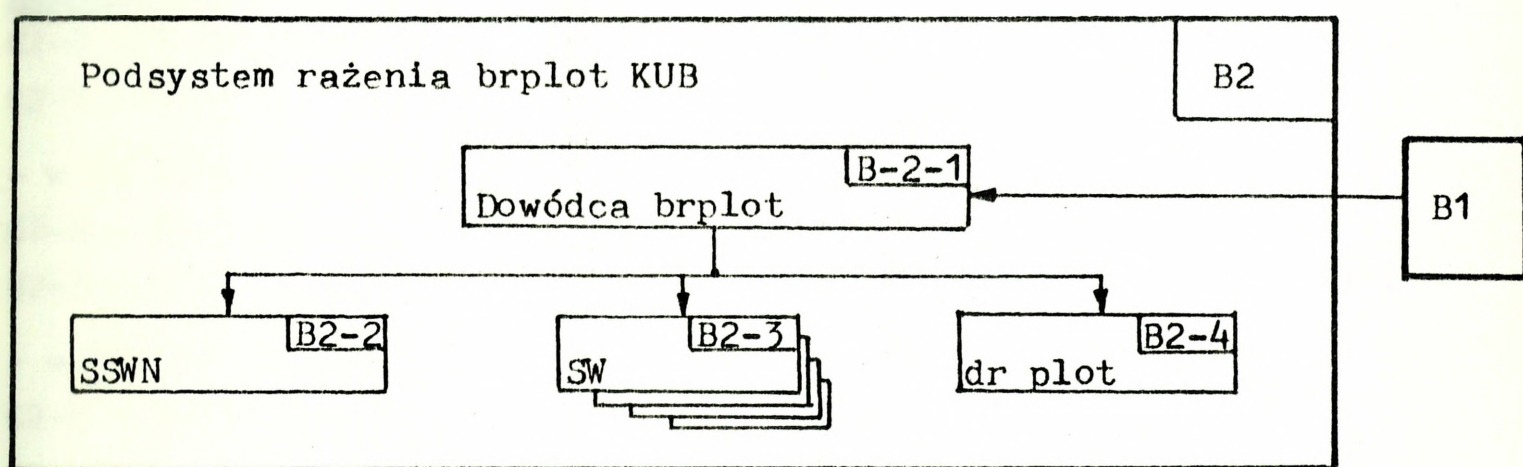 Podsystem rażenia brplot KUB
B2
B-2-1
Dowódca brplot
B1
B2-2
SSWN
B2-3
SW
B2-4
dr plot